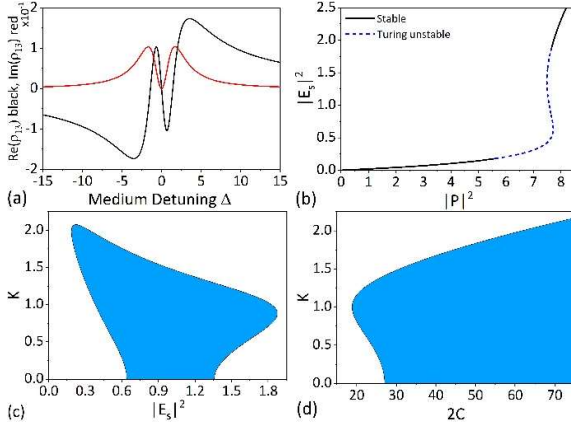 Re(ρ₁₃) black, Im(ρ₁₃) red
x10⁻¹
2
1
0
-1
-2
-15 -10 -5 0 5 10 15
(a) Medium Detuning Δ
Stable
Turing unstable
|E_s|²
2.5
2.0
1.5
1.0
0.5
0.0
0 1 2 3 4 5 6 7 8
(b) |P|²
K
2.0
1.5
1.0
0.5
0.0
0.0 0.3 0.6 0.9 1.2 1.5 1.8
(c) |E_s|²
K
2.0
1.5
1.0
0.5
0.0
20 30 40 50 60 70
(d) 2C